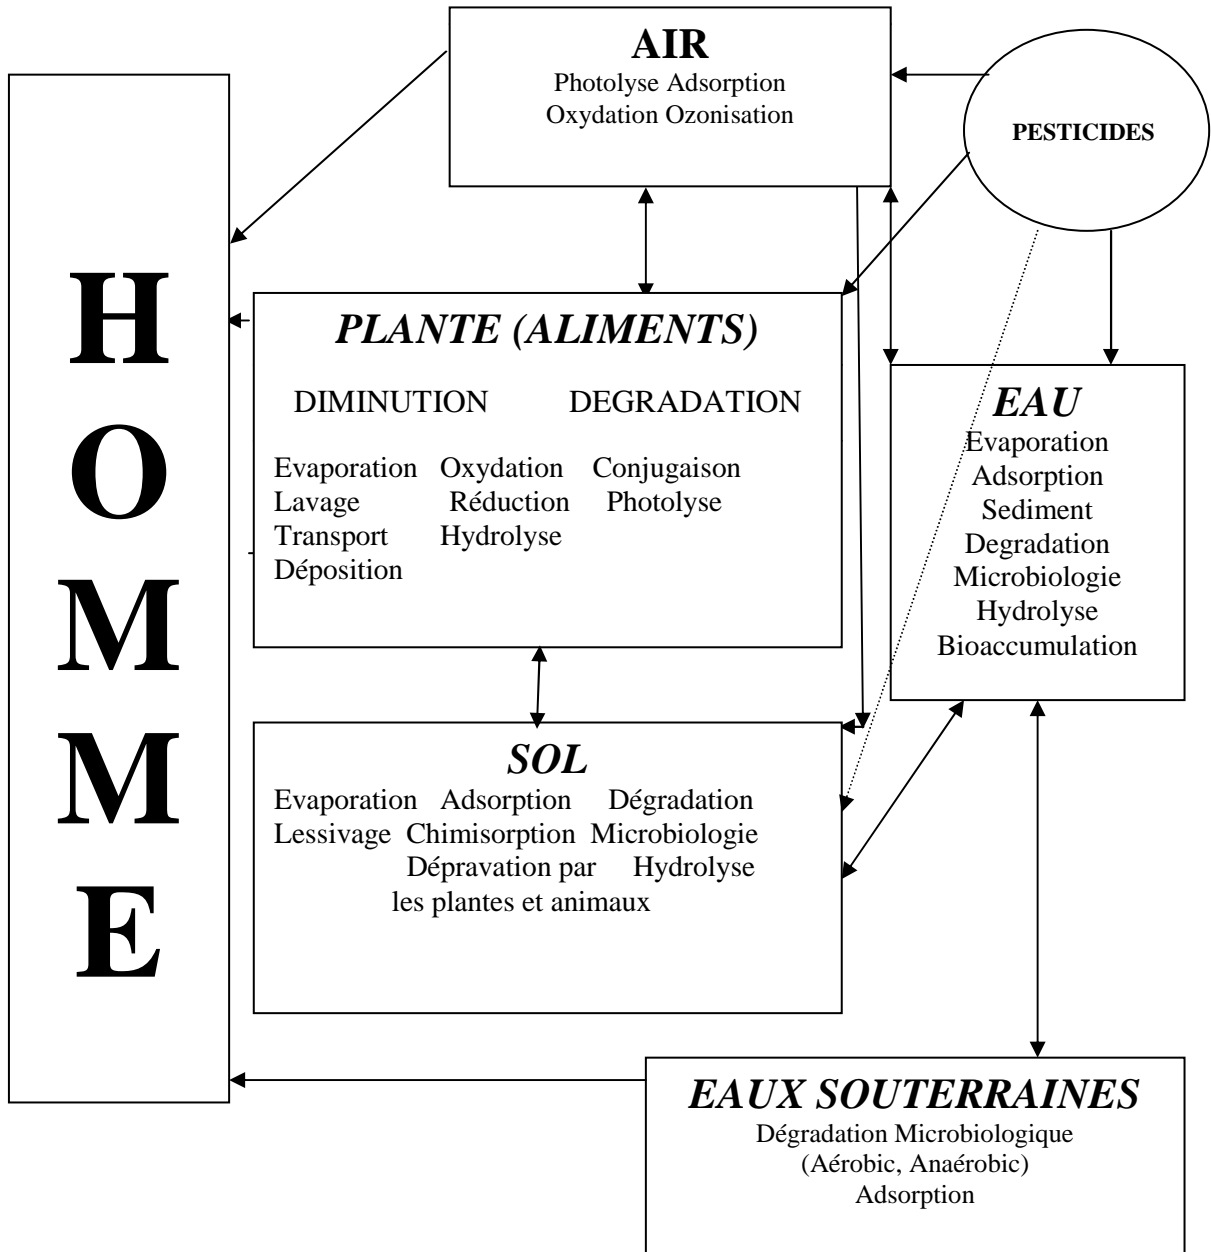 AIR
Photolyse Adsorption
Oxydation Ozonisation
PESTICIDES
H
O
M
M
E
PLANTE (ALIMENTS)
DIMINUTION DEGRADATION
Evaporation Oxydation Conjugaison
Lavage Réduction Photolyse
Transport Hydrolyse
Déposition
EAU
Evaporation
Adsorption
Sediment
Degradation
Microbiologie
Hydrolyse
Bioaccumulation
SOL
Evaporation Adsorption Dégradation
Lessivage Chimisorption Microbiologie
Dépravation par Hydrolyse
les plantes et animaux
EAUX SOUTERRAINES
Dégradation Microbiologique
(Aérobic, Anaérobic)
Adsorption